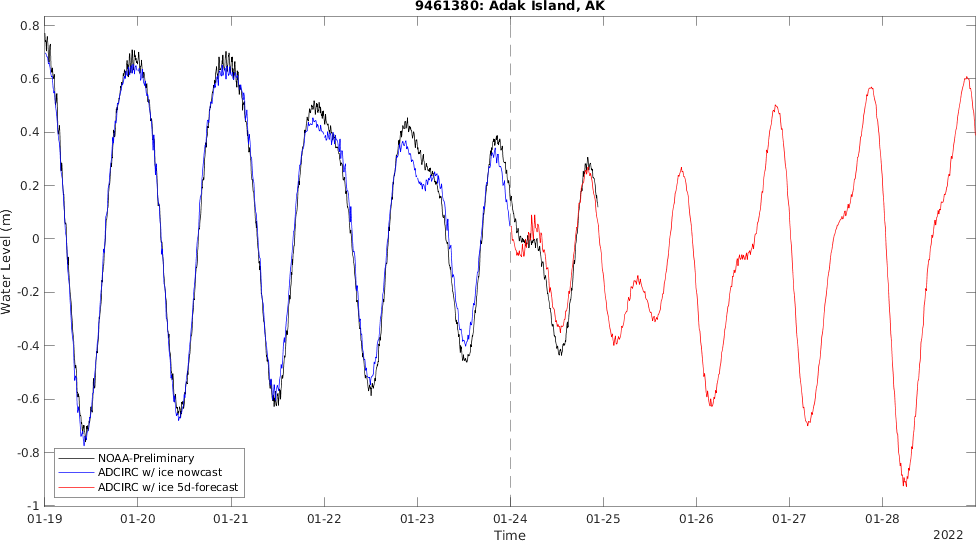 9461380: Adak Island, AK
Water Level (m)
0.8
0.6
0.4
0.2
0
-0.2
-0.4
-0.6
-0.8
-1
NOAA-Preliminary
ADCIRC w/ ice nowcast
ADCIRC w/ ice 5d-forecast
01-19 01-20 01-21 01-22 01-23 01-24 01-25 01-26 01-27 01-28
Time
2022